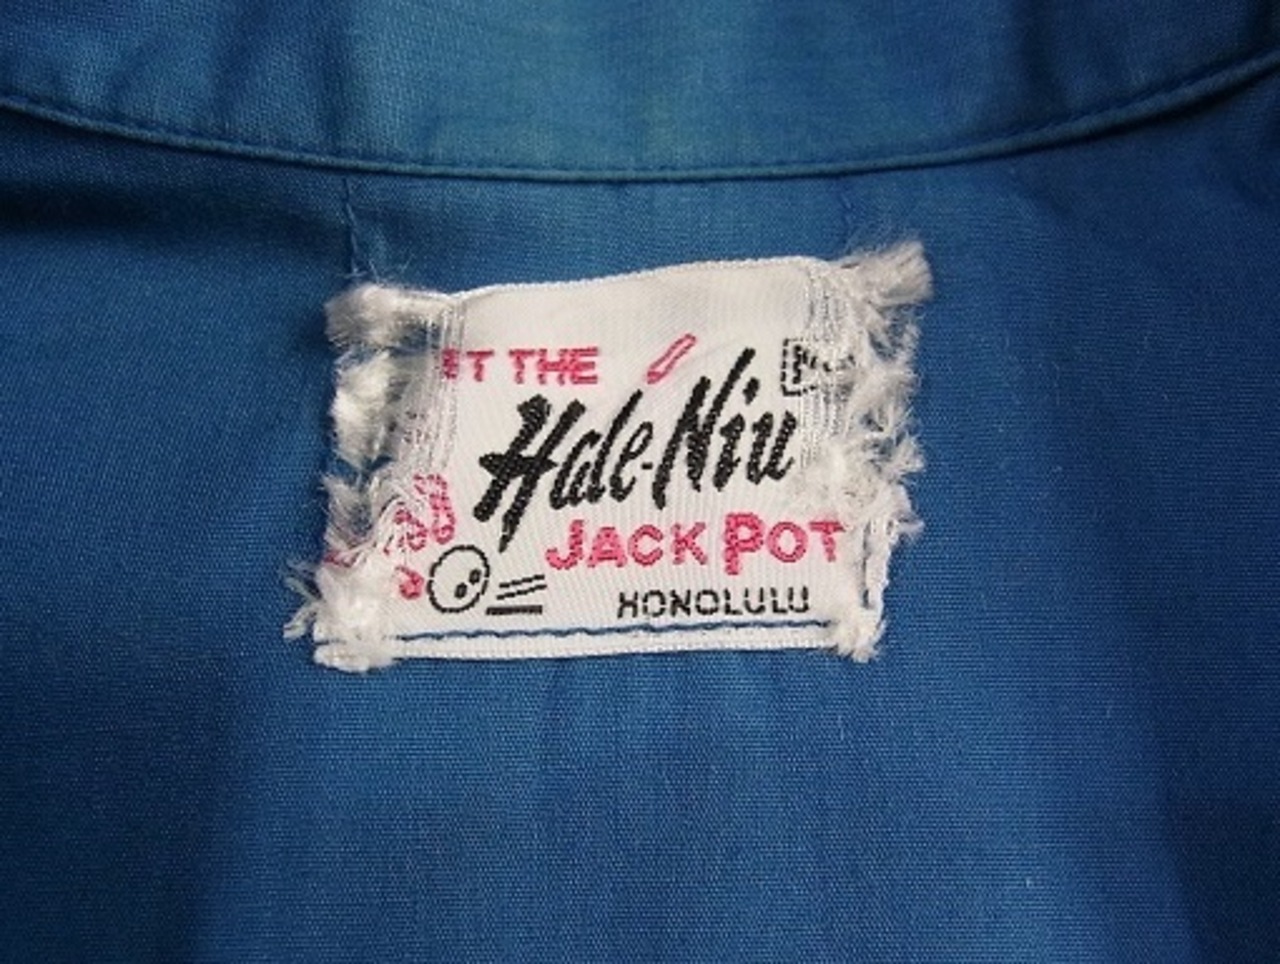 T THE
Hale-Niu
JACK POT
HONOLULU